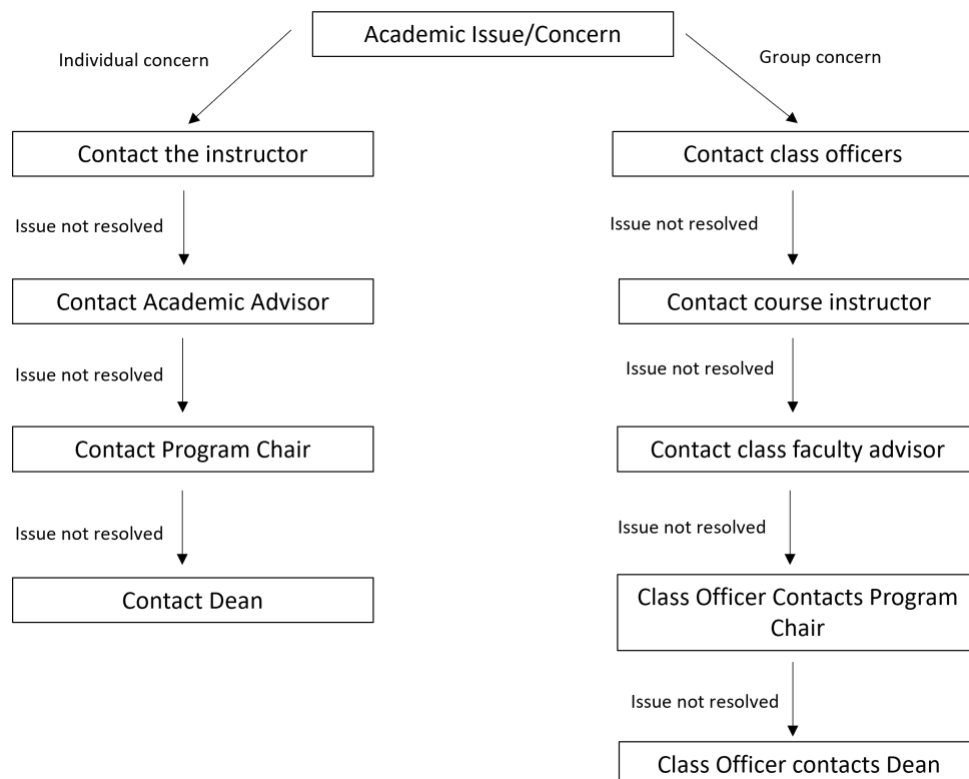 Academic Issue/Concern
Individual concern
Group concern
Contact the instructor
Contact class officers
Issue not resolved
Issue not resolved
Contact Academic Advisor
Contact course instructor
Issue not resolved
Issue not resolved
Contact Program Chair
Contact class faculty advisor
Issue not resolved
Issue not resolved
Contact Dean
Class Officer Contacts Program
Chair
Issue not resolved
Class Officer contacts Dean